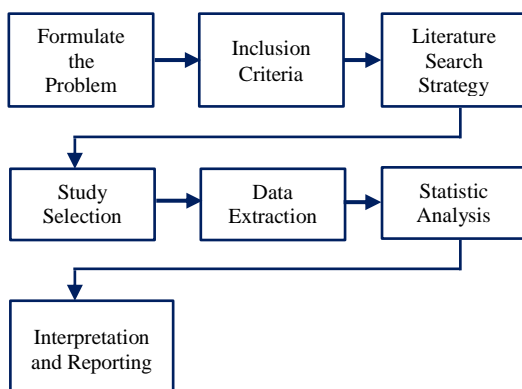 Formulate
the
Problem
Inclusion
Criteria
Literature
Search
Strategy
Study
Selection
Data
Extraction
Statistic
Analysis
Interpretation
and Reporting